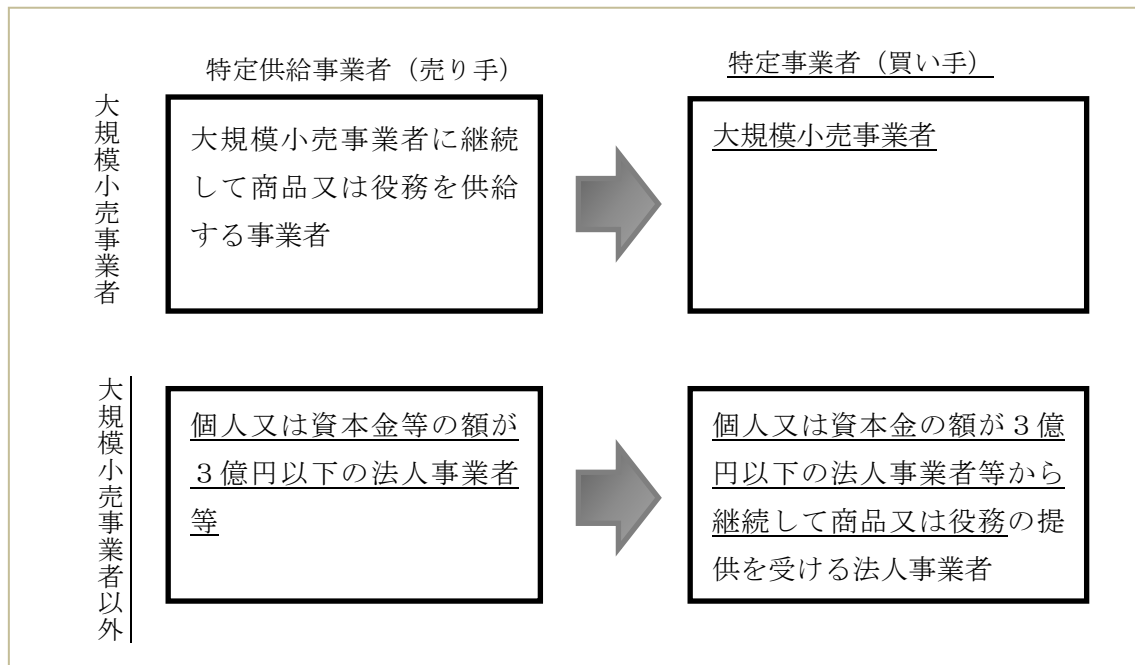 特定供給事業者（売り手）
特定事業者（買い手）
大規模小売事業者
大規模小売事業者に継続
して商品又は役務を供給
する事業者
大規模小売事業者
大規模小売事業者以外
個人又は資本金等の額が
３億円以下の法人事業者
等
個人又は資本金の額が３億
円以下の法人事業者等から
継続して商品又は役務の提
供を受ける法人事業者